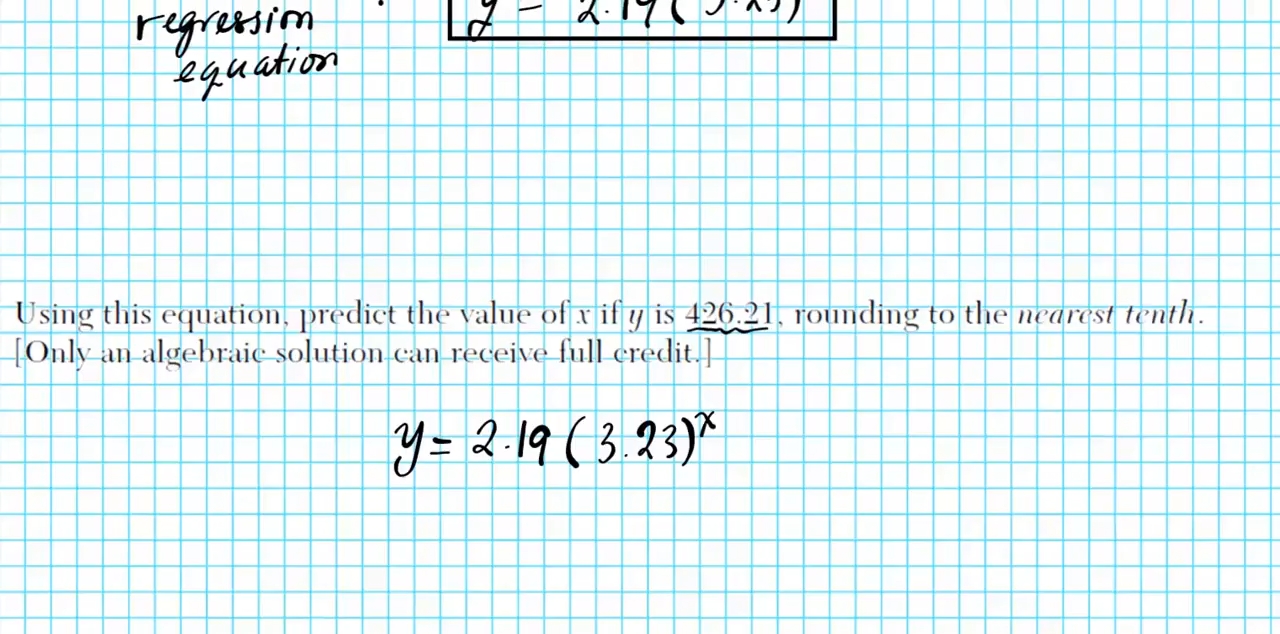 regression
equation
Using this equation, predict the value of x if y is 426.21, rounding to the nearest tenth.
[Only an algebraic solution can receive full credit.]
y = 2.19 (3.23)^x